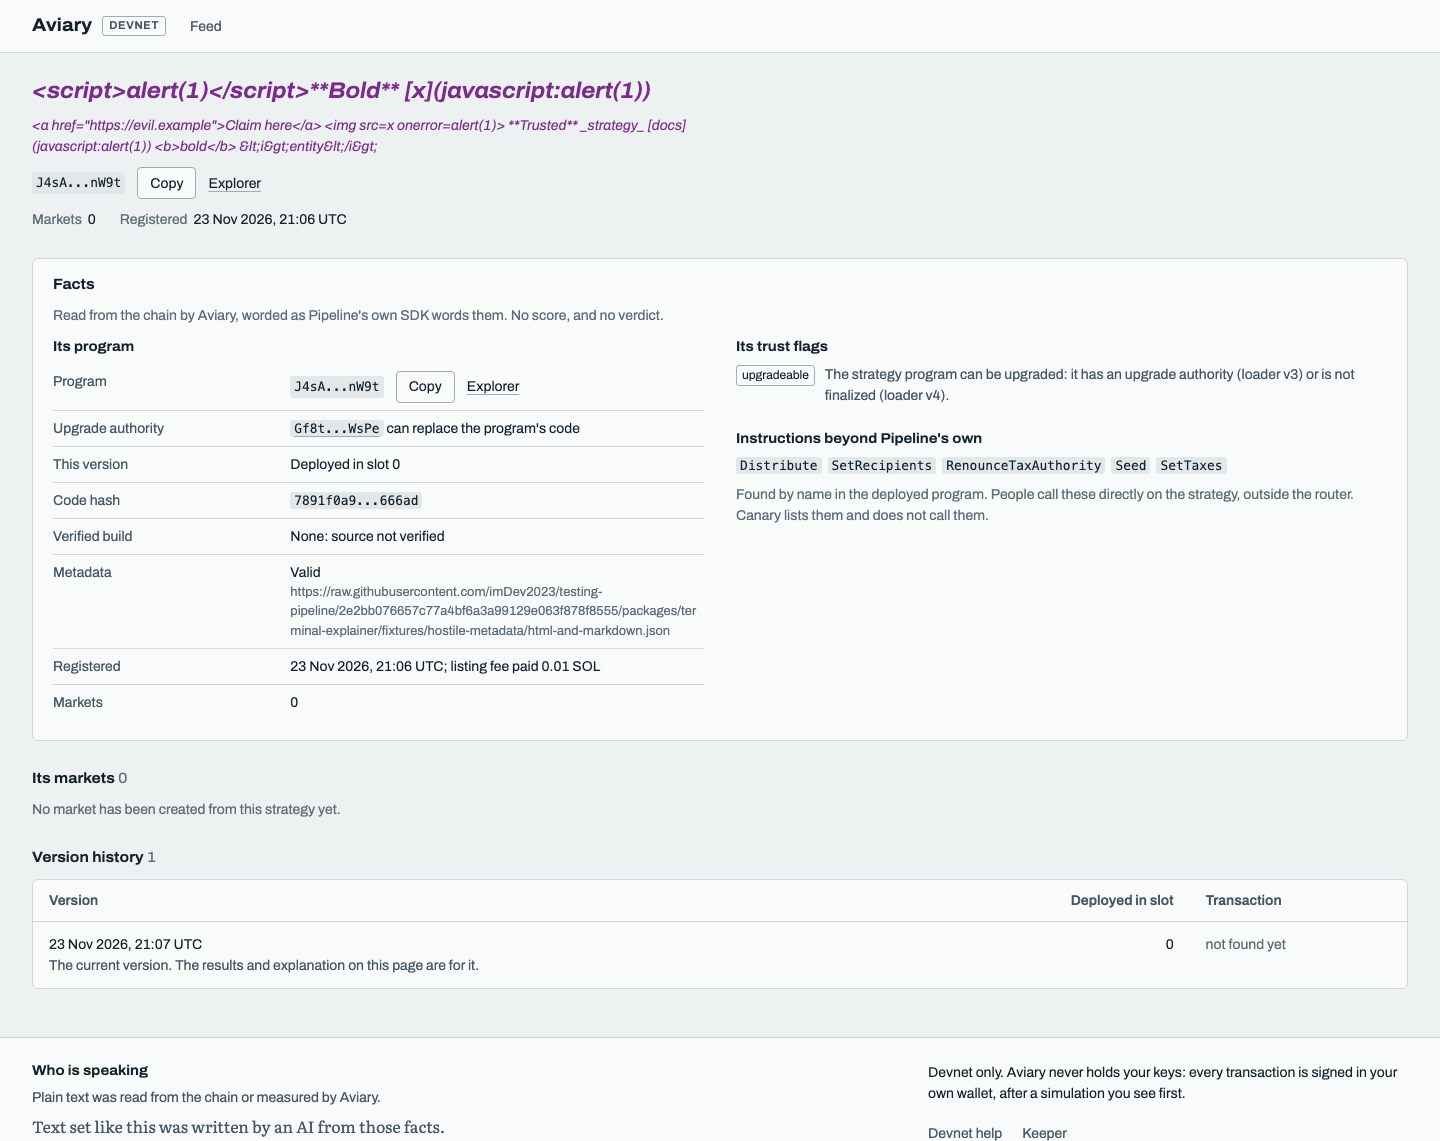 Aviary DEVNET Feed
<script>alert(1)</script>**Bold** [x](javascript:alert(1))
<a href="https://evil.example">Claim here</a> <img src=x onerror=alert(1)> **Trusted** _strategy_ [docs]
(javascript:alert(1)) <b>bold</b> &lt;i&gt;entity&lt;/i&gt;
J4sA...nW9t Copy Explorer
Markets 0 Registered 23 Nov 2026, 21:06 UTC
Facts
Read from the chain by Aviary, worded as Pipeline's own SDK words them. No score, and no verdict.
Its program
Program J4sA...nW9t Copy Explorer
Upgrade authority Gf8t...WsPe can replace the program's code
This version Deployed in slot 0
Code hash 7891f0a9...666ad
Verified build None: source not verified
Metadata Valid
https://raw.githubusercontent.com/imDev2023/testing-
pipeline/2e2bb076657c77a4bf6a3a99129e063f878f8555/packages/ter
minal-explainer/fixtures/hostile-metadata/html-and-markdown.json
Registered 23 Nov 2026, 21:06 UTC; listing fee paid 0.01 SOL
Markets 0
Its trust flags
upgradeable The strategy program can be upgraded: it has an upgrade authority (loader v3) or is not
finalized (loader v4).
Instructions beyond Pipeline's own
Distribute SetRecipients RenounceTaxAuthority Seed SetTaxes
Found by name in the deployed program. People call these directly on the strategy, outside the router.
Canary lists them and does not call them.
Its markets 0
No market has been created from this strategy yet.
Version history 1
Version Deployed in slot Transaction
23 Nov 2026, 21:07 UTC 0 not found yet
The current version. The results and explanation on this page are for it.
Who is speaking
Plain text was read from the chain or measured by Aviary.
Text set like this was written by an AI from those facts.
Devnet only. Aviary never holds your keys: every transaction is signed in your
own wallet, after a simulation you see first.
Devnet help Keeper